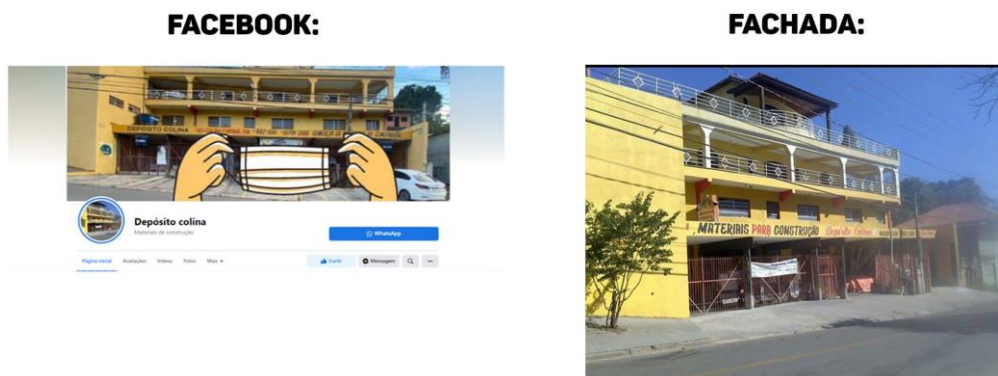 FACEBOOK:
FACHADA:
DEPOSITO COLINA
Depósito colina
Materiais de construção
WhatsApp
Página inicial Avaliações Vídeos Fotos Mais
Curtir Mensagem
MATERIAIS PARA CONSTRUÇÃO Depósito Colina